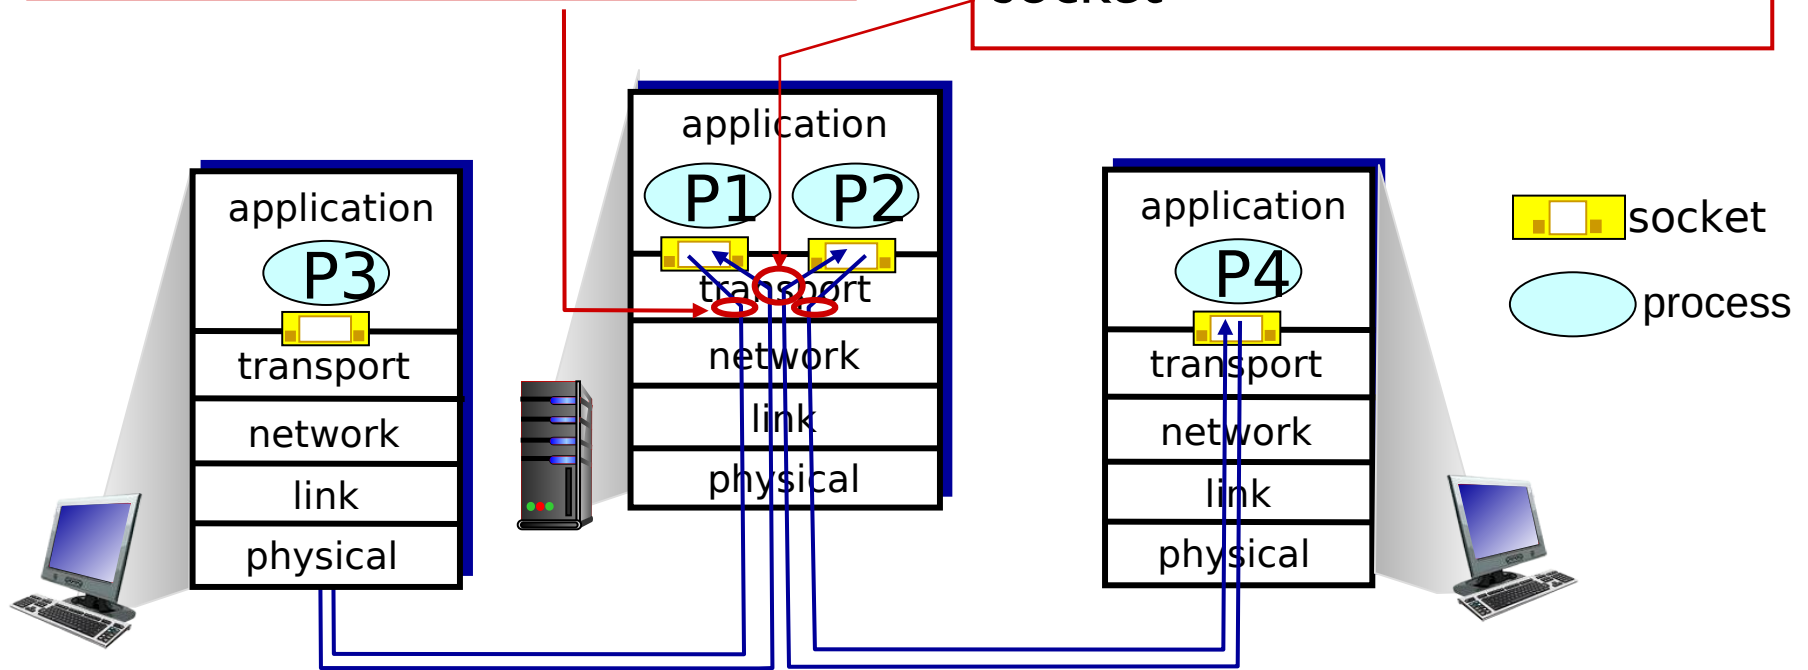 socket
application
P1 P2
transport
network
link
physical
application
P3
transport
network
link
physical
application
P4
transport
network
link
physical
socket
process